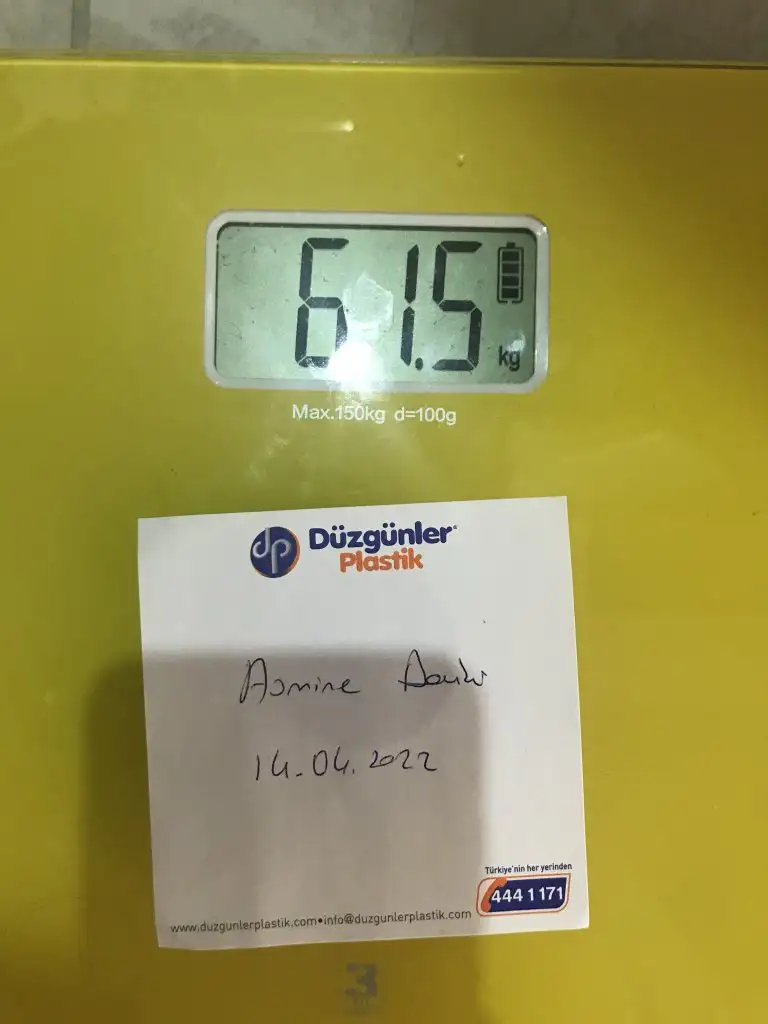 61.5
kg
Max.150kg d=100g
dp Düzgünler
Plastik
14.04.2022
Türkiye'nin her yerinden
444 1 171
www.duzgunlerplastik.com•info@duzgunlerplastik.com
3